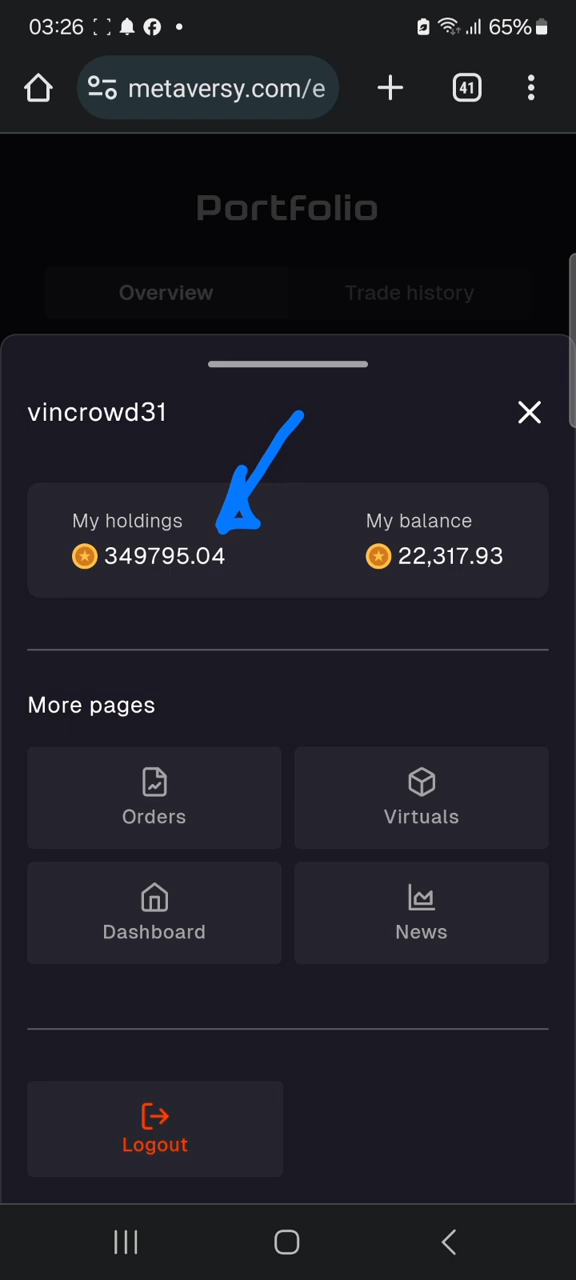 03:26 65%
metaversy.com/e 41
Portfolio
Overview Trade history
vincrowd31
My holdings My balance
349795.04 22,317.93
More pages
Orders Virtuals
Dashboard News
Logout